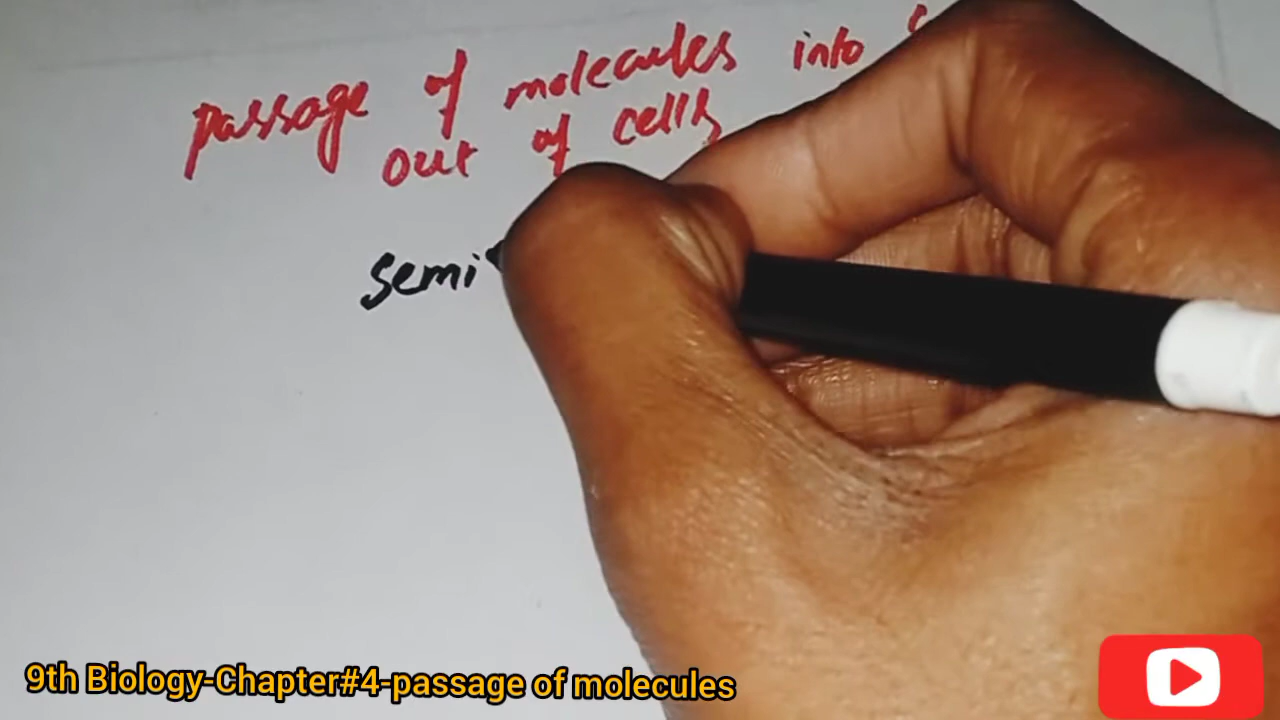 passage of molecules into
out of cells
semi
9th Biology-Chapter#4-passage of molecules